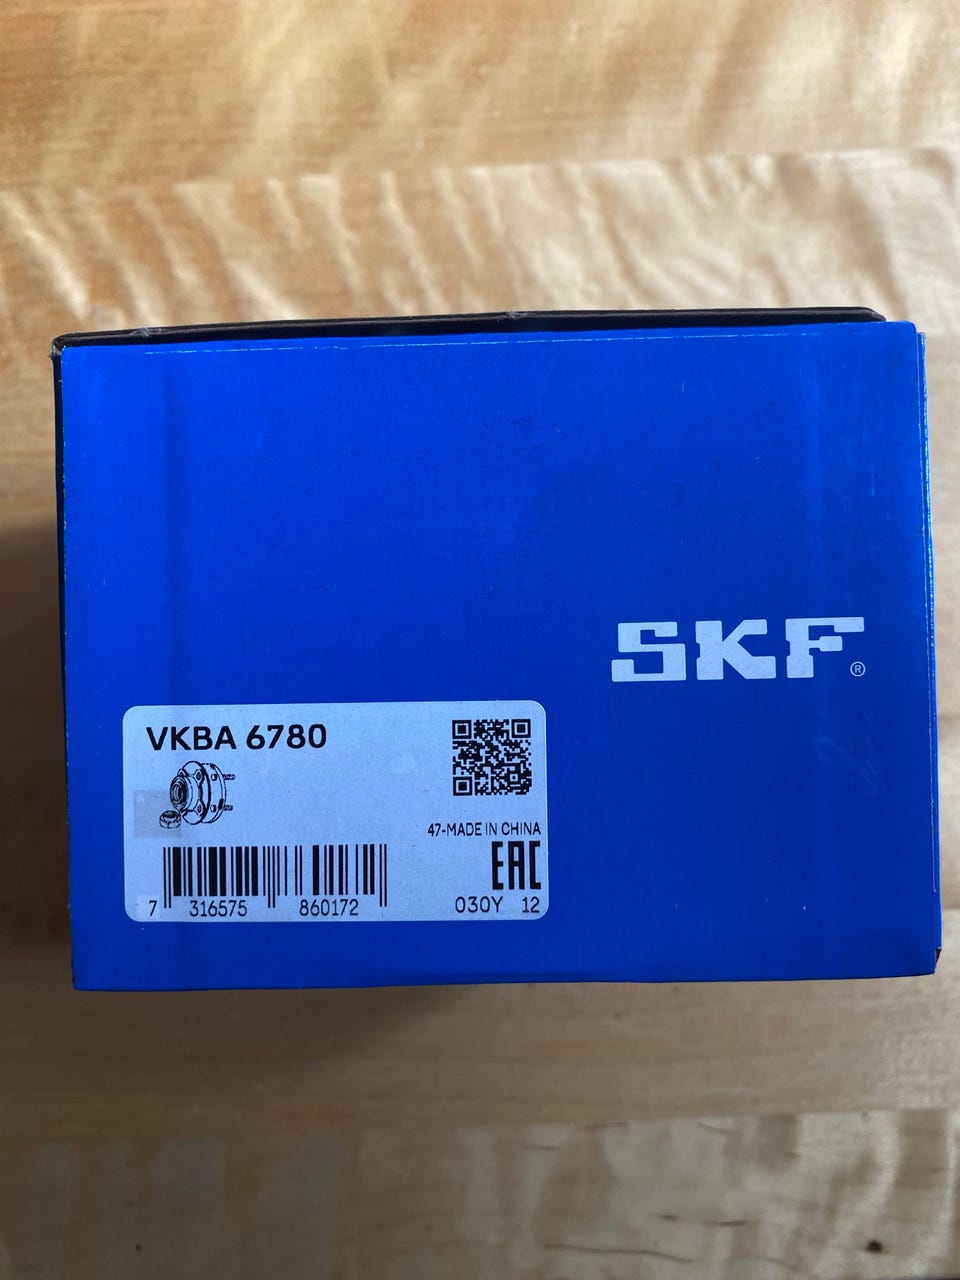 SKF®
VKBA 6780
47-MADE IN CHINA
EAC
7 316575 860172
030Y 12